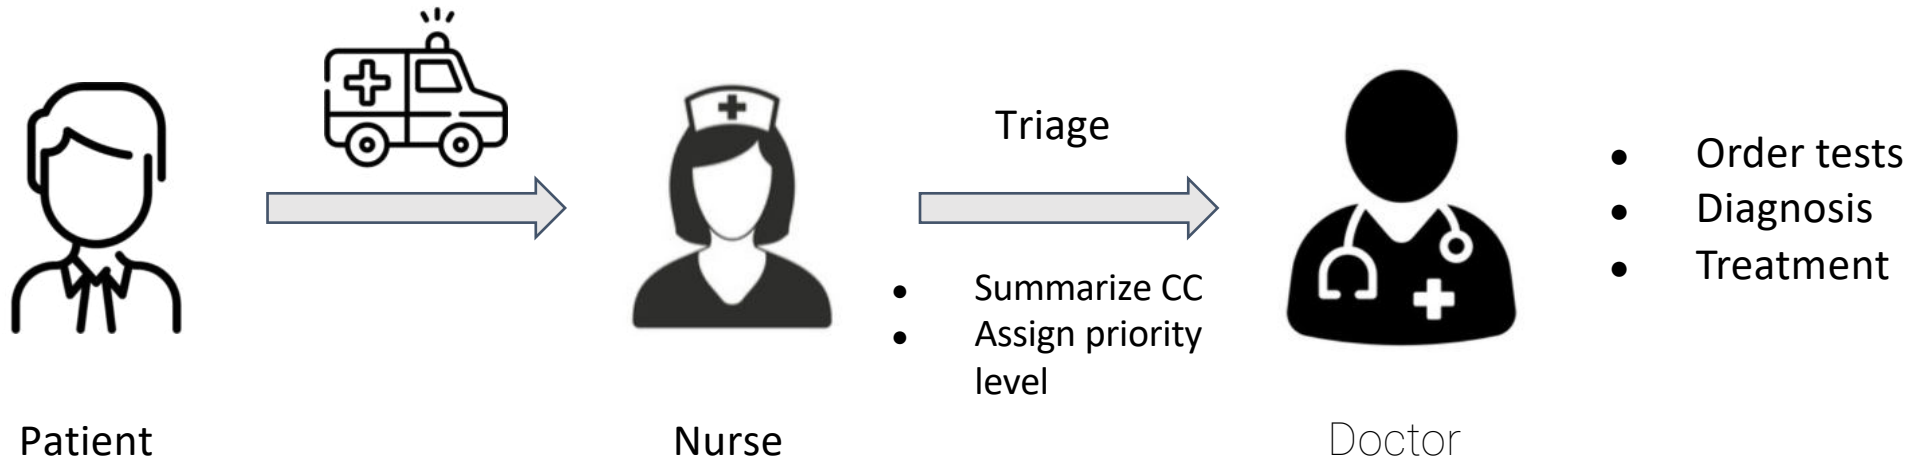 Triage
• Summarize CC
• Assign priority
level
• Order tests
• Diagnosis
• Treatment
Patient
Nurse
Doctor